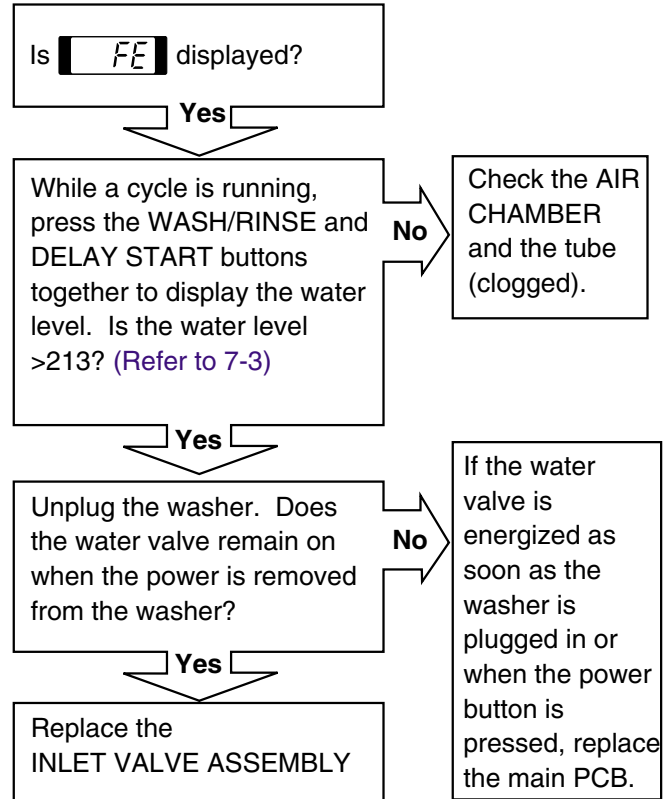 Is FE displayed?
Yes
While a cycle is running,
press the WASH/RINSE and
DELAY START buttons
together to display the water
level. Is the water level
>213? (Refer to 7-3)
No
Check the AIR
CHAMBER
and the tube
(clogged).
Yes
Unplug the washer. Does
the water valve remain on
when the power is removed
from the washer?
No
If the water
valve is
energized as
soon as the
washer is
plugged in or
when the power
button is
pressed, replace
the main PCB.
Yes
Replace the
INLET VALVE ASSEMBLY